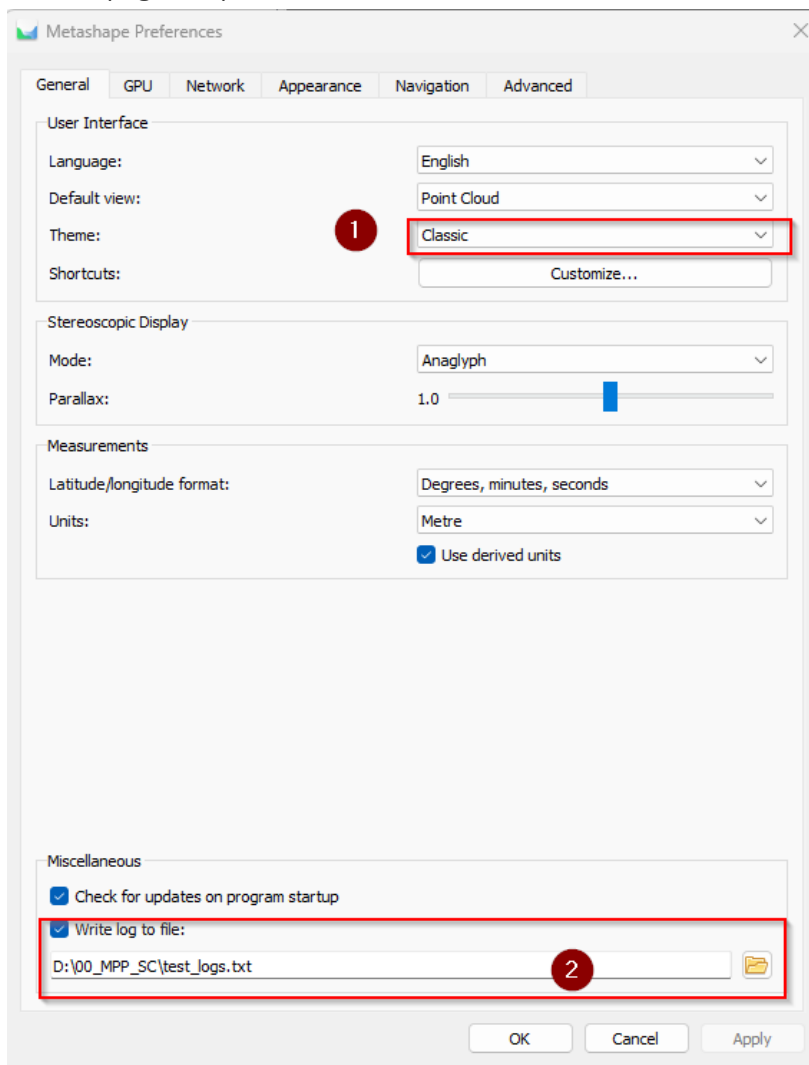 Metashape Preferences
General GPU Network Appearance Navigation Advanced
User Interface
Language: English
Default view: Point Cloud
Theme: 1 Classic
Shortcuts: Customize...
Stereoscopic Display
Mode: Anaglyph
Parallax: 1.0
Measurements
Latitude/longitude format: Degrees, minutes, seconds
Units: Metre
Use derived units
Miscellaneous
Check for updates on program startup
Write log to file:
D:\00_MPP_SC\test_logs.txt 2
OK Cancel Apply